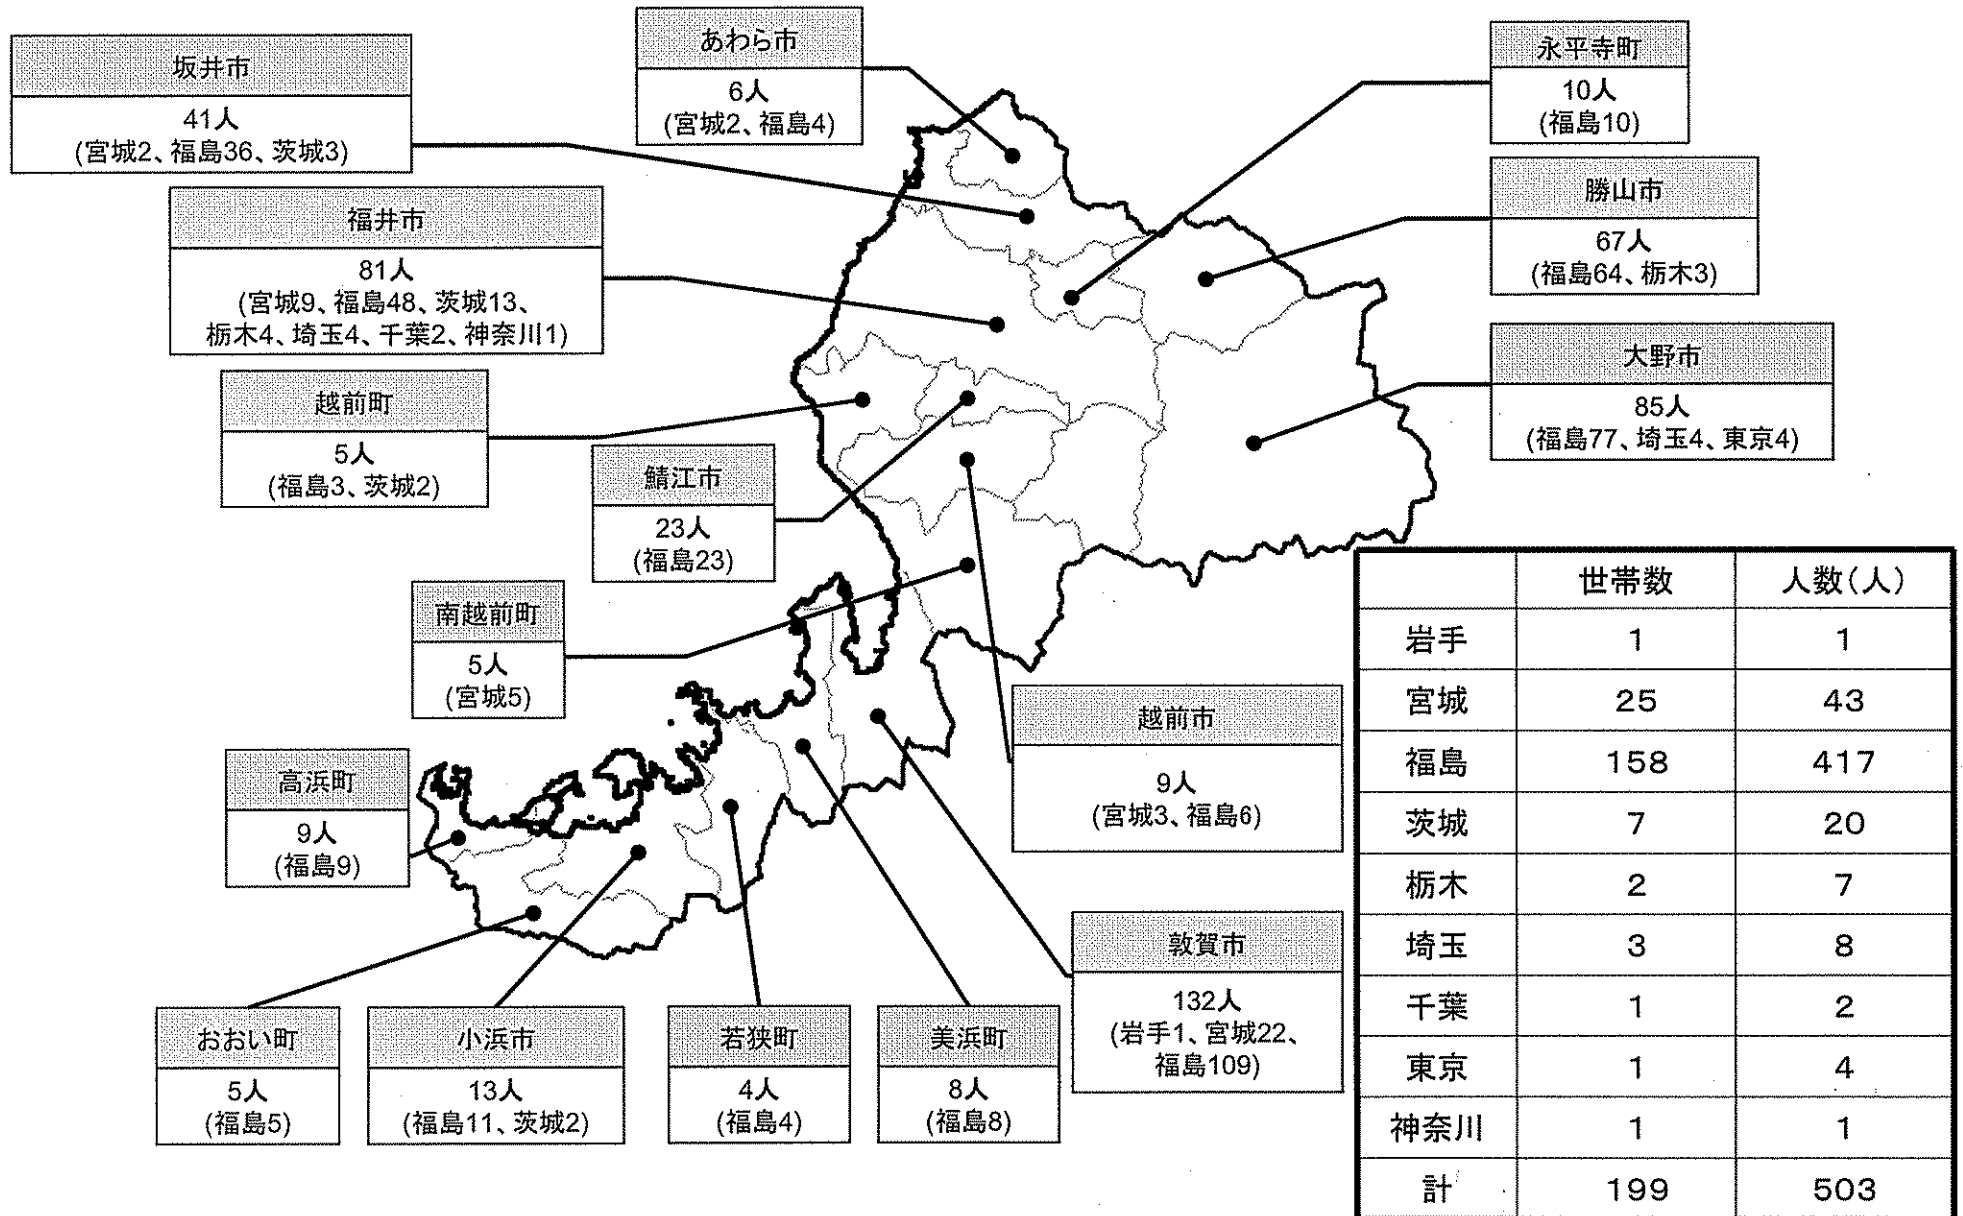 あわら市
6人
(宮城2、福島4)
坂井市
41人
(宮城2、福島36、茨城3)
永平寺町
10人
(福島10)
福井市
81人
(宮城9、福島48、茨城13、
栃木4、埼玉4、千葉2、神奈川1)
勝山市
67人
(福島64、栃木3)
大野市
85人
(福島77、埼玉4、東京4)
越前町
5人
(福島3、茨城2)
鯖江市
23人
(福島23)
南越前町
5人
(宮城5)
越前市
9人
(宮城3、福島6)
高浜町
9人
(福島9)
敦賀市
132人
(岩手1、宮城22、
福島109)
おおい町
5人
(福島5)
小浜市
13人
(福島11、茨城2)
若狭町
4人
(福島4)
美浜町
8人
(福島8)
世帯数 人数(人)
岩手 1 1
宮城 25 43
福島 158 417
茨城 7 20
栃木 2 7
埼玉 3 8
千葉 1 2
東京 1 4
神奈川 1 1
計 199 503